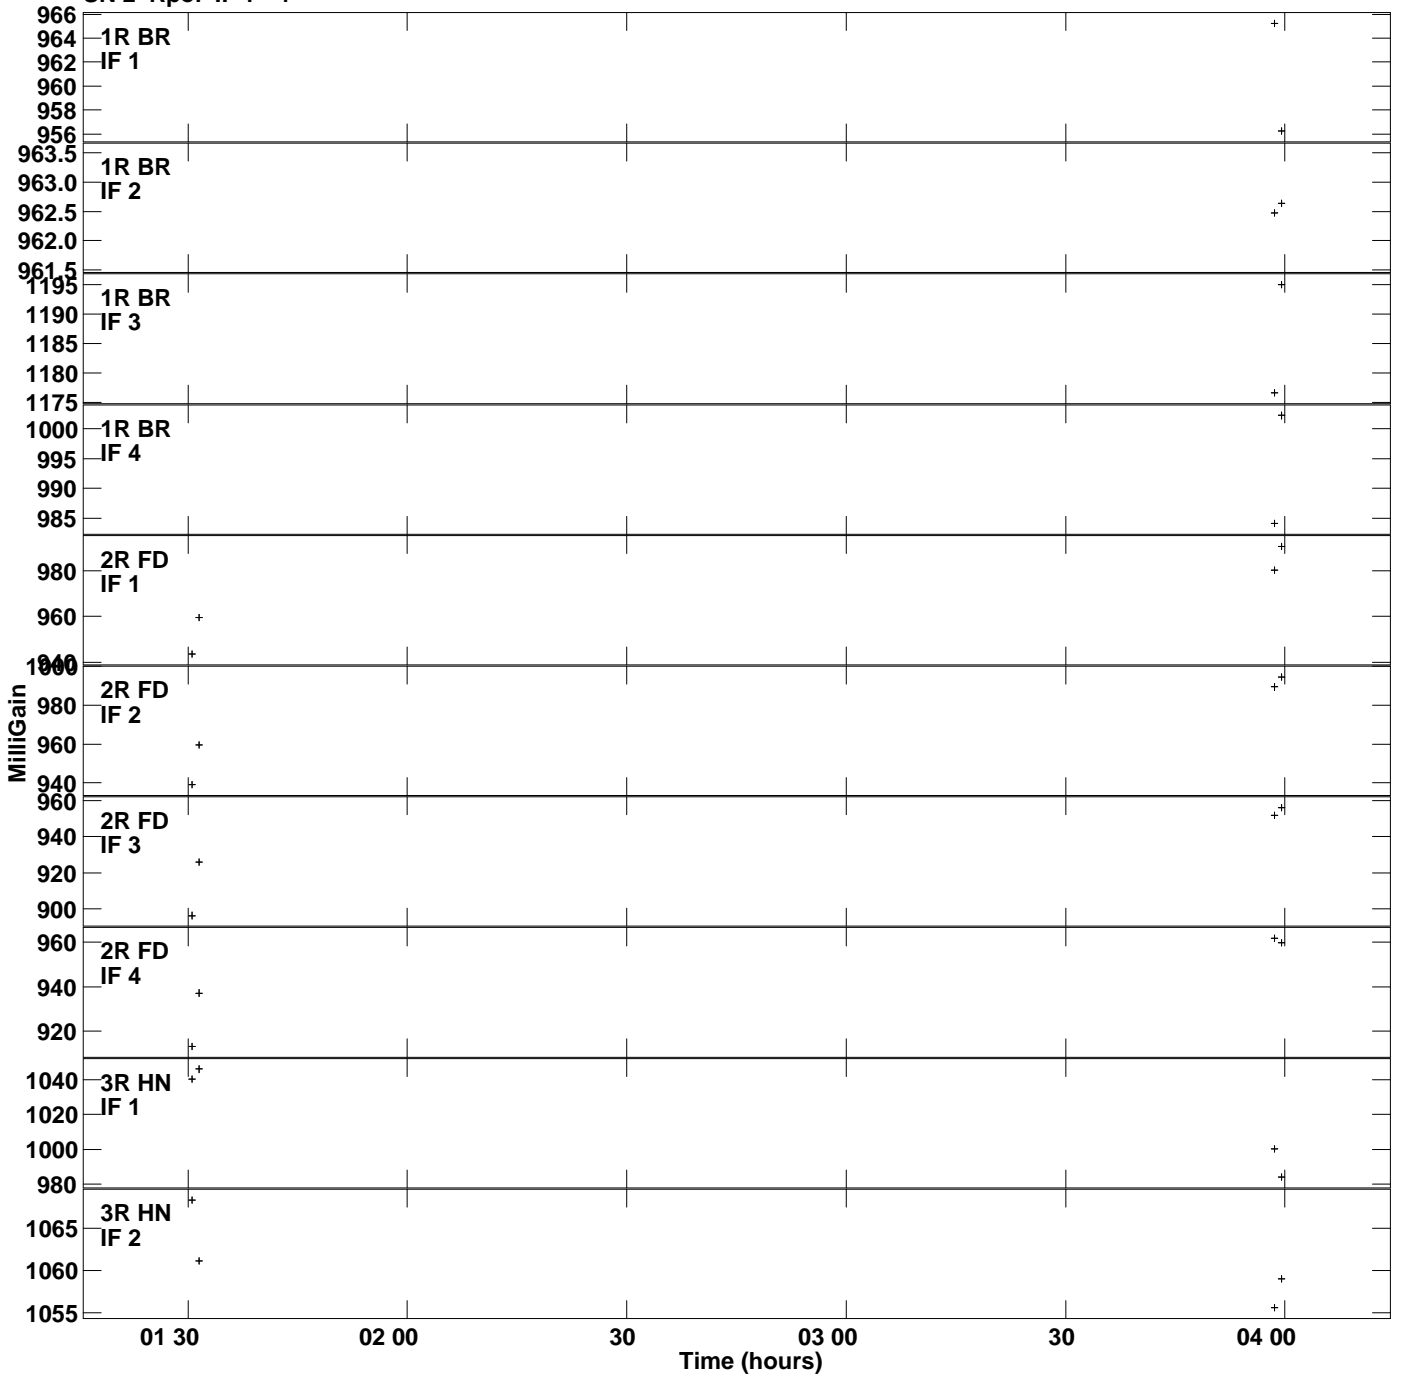 966
964
962
960
958
956
1R BR
IF 1
963.5
963.0
962.5
962.0
961.5
1R BR
IF 2
1195
1190
1185
1180
1175
1R BR
IF 3
1000
995
990
985
1R BR
IF 4
980
960
940
2R FD
IF 1
1000
980
960
940
2R FD
IF 2
960
940
920
900
2R FD
IF 3
960
940
920
2R FD
IF 4
1040
1020
1000
980
3R HN
IF 1
1065
1060
1055
3R HN
IF 2
MilliGain
01 30 02 00 30 03 00 30 04 00
Time (hours)